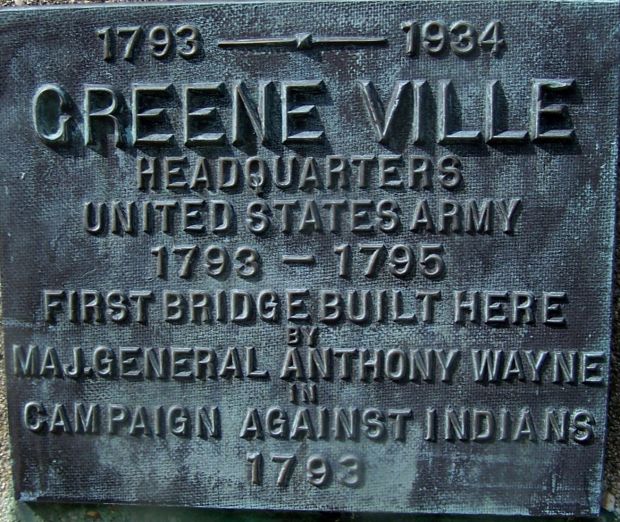 1793 — 1934
GREENE VILLE
HEADQUARTERS
UNITED STATES ARMY
1793 – 1795
FIRST BRIDGE BUILT HERE
BY
MAJ. GENERAL ANTHONY WAYNE
IN
CAMPAIGN AGAINST INDIANS
1793